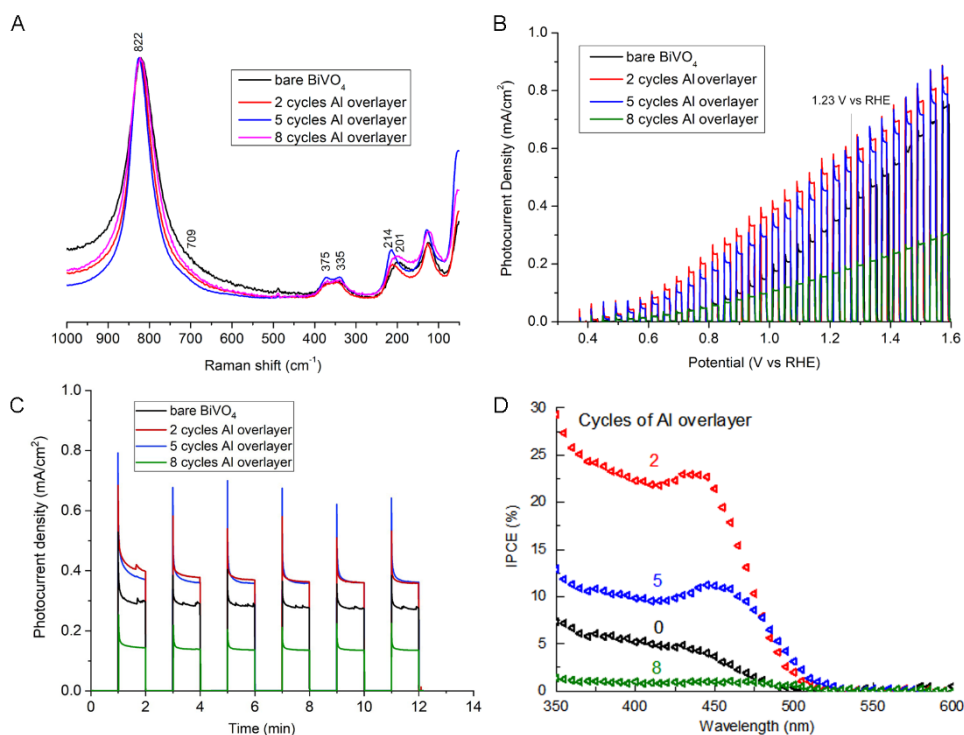 A
822
709
375
335
214
201
bare BiVO₄
2 cycles Al overlayer
5 cycles Al overlayer
8 cycles Al overlayer
1000 900 800 700 600 500 400 300 200 100
Raman shift (cm⁻¹)
B
Photocurrent Density (mA/cm²)
0.8
0.6
0.4
0.2
0.0
bare BiVO₄
2 cycles Al overlayer
5 cycles Al overlayer
8 cycles Al overlayer
1.23 V vs RHE
0.4 0.6 0.8 1.0 1.2 1.4 1.6
Potential (V vs RHE)
C
Photocurrent density (mA/cm²)
1.0
0.8
0.6
0.4
0.2
0.0
bare BiVO₄
2 cycles Al overlayer
5 cycles Al overlayer
8 cycles Al overlayer
0 2 4 6 8 10 12 14
Time (min)
D
IPCE (%)
30
25
20
15
10
5
0
Cycles of Al overlayer
2
5
0
8
350 400 450 500 550 600
Wavelength (nm)